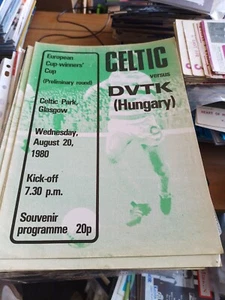 European
Cup-winners'
Cup
(Preliminary round)
Celtic Park,
Glasgow
Wednesday,
August 20,
1980
Kick-off
7.30 p.m.
Souvenir
programme 20p
CELTIC
versus
DVTK
(Hungary)